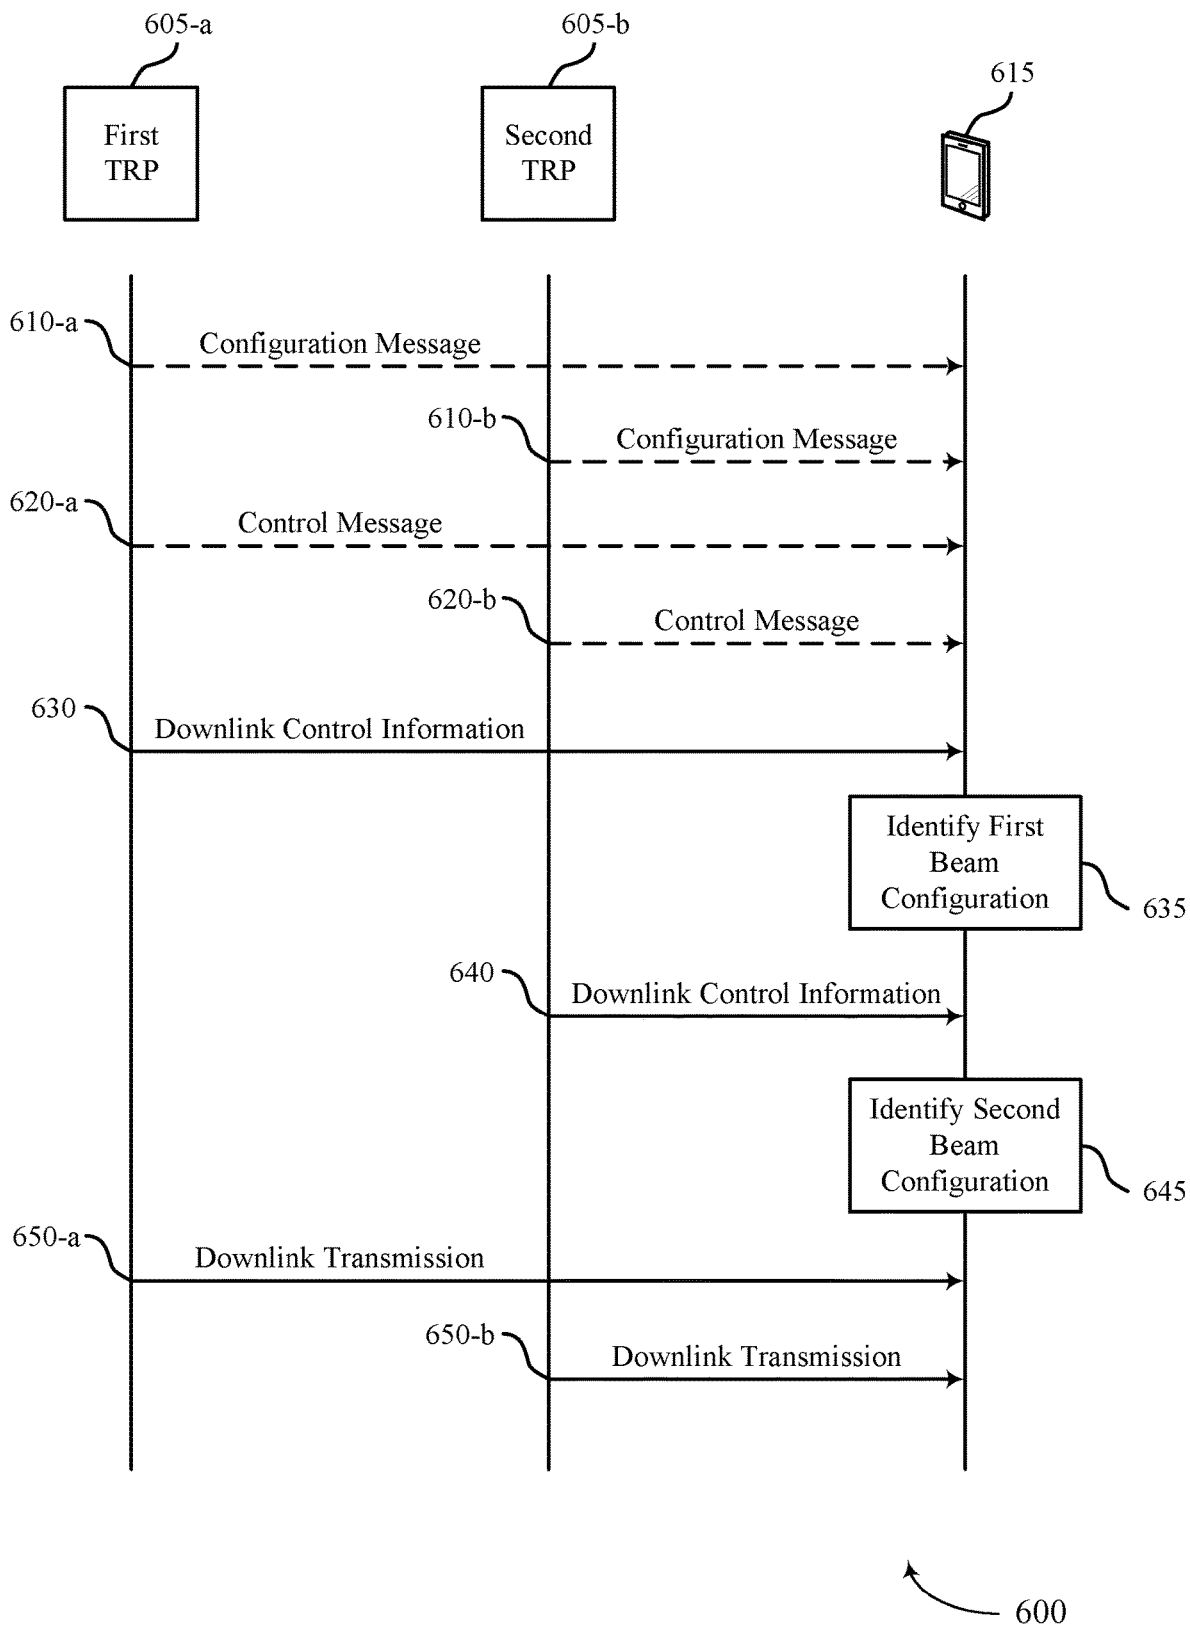 605-a
605-b
615
First
TRP
Second
TRP
610-a
Configuration Message
610-b
Configuration Message
620-a
Control Message
620-b
Control Message
630
Downlink Control Information
Identify First
Beam
Configuration
635
640
Downlink Control Information
Identify Second
Beam
Configuration
645
650-a
Downlink Transmission
650-b
Downlink Transmission
600